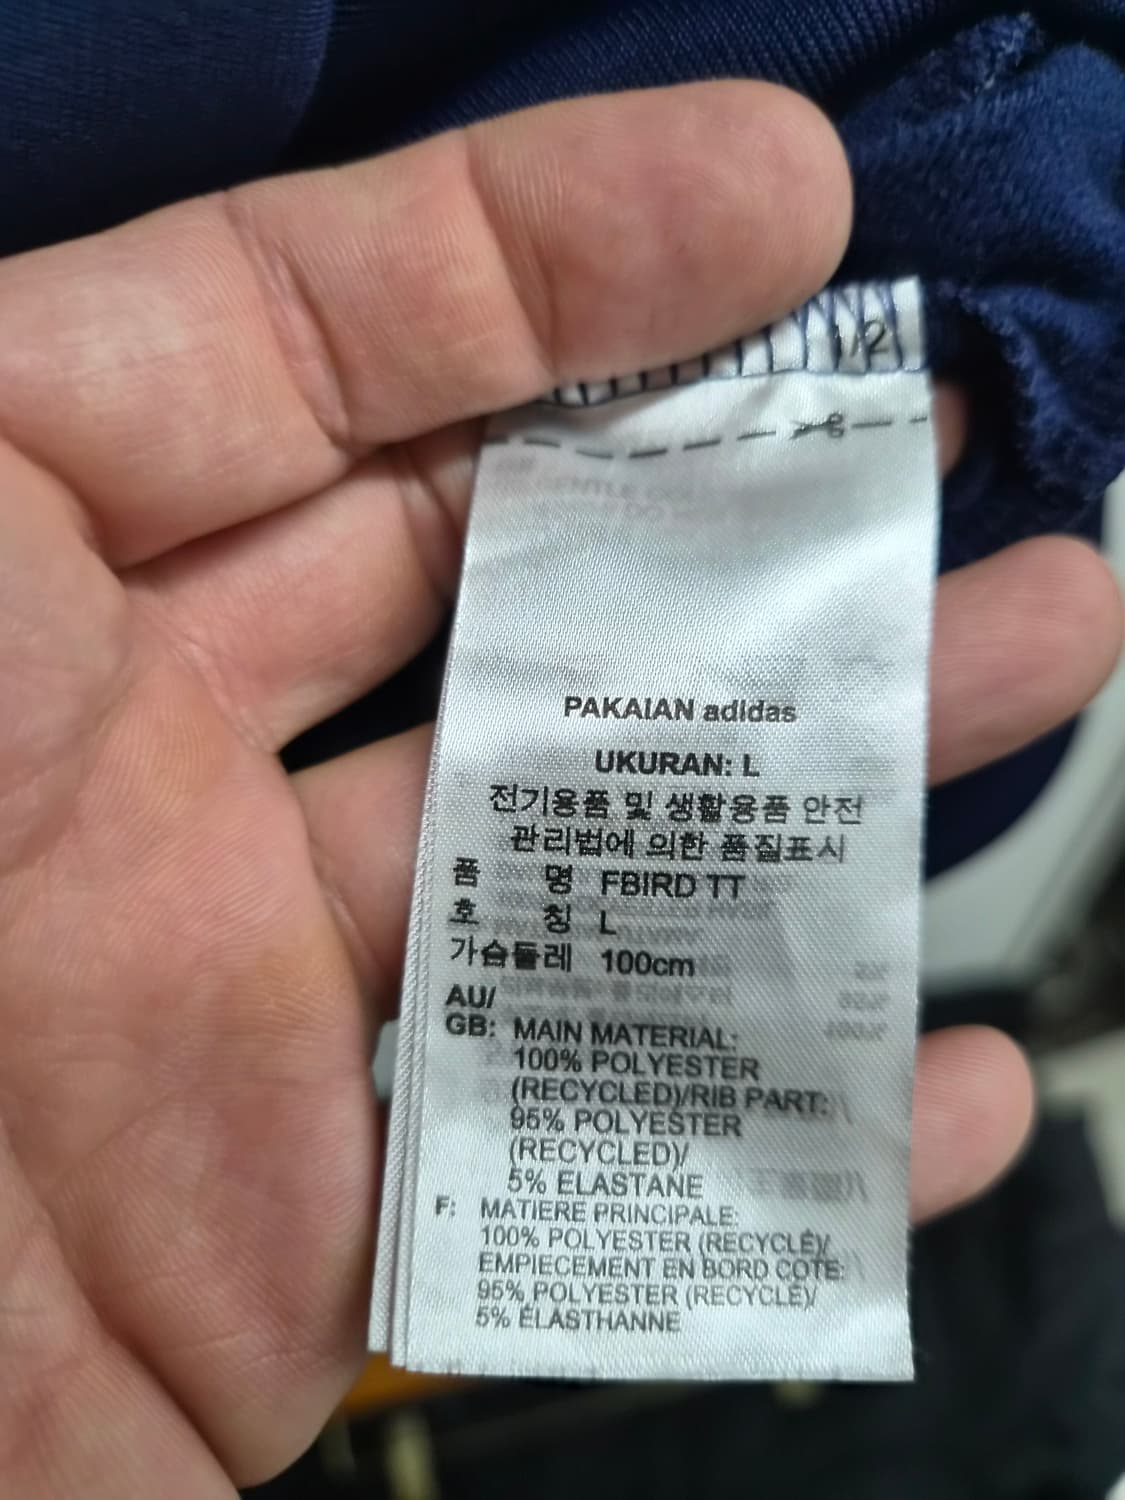 1/2
PAKAIAN adidas
UKURAN: L
전기용품 및 생활용품 안전
관리법에 의한 품질표시
품 명 FBIRD TT
호 칭 L
가슴둘레 100cm
AU/
GB: MAIN MATERIAL:
100% POLYESTER
(RECYCLED)/RIB PART:
95% POLYESTER
(RECYCLED)/
5% ELASTANE
F: MATIERE PRINCIPALE:
100% POLYESTER (RECYCLÉ)/
EMPIECEMENT EN BORD COTE:
95% POLYESTER (RECYCLÉ)/
5% ÉLASTHANNE